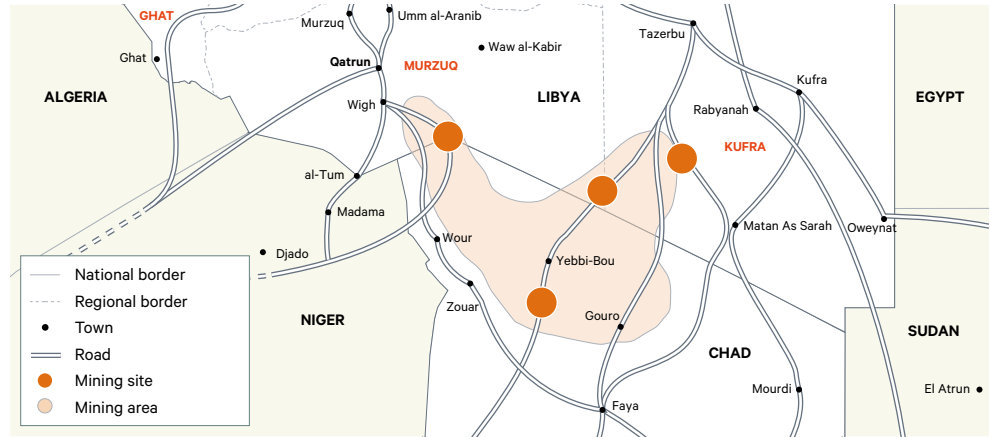 GHAT
Murzuq
Umm al-Aranib
Tazerbu
Ghat
Qatrun
MURZUQ
Waw al-Kabir
Kufra
ALGERIA
Wigh
LIBYA
Rabyanah
EGYPT
KUFRA
al-Tum
Madama
Matan As Sarah
Oweynat
Djado
Wour
Yebbi-Bou
National border
Regional border
Town
Road
Mining site
Mining area
Zouar
NIGER
Gouro
SUDAN
CHAD
Mourdi
El Atrun
Faya